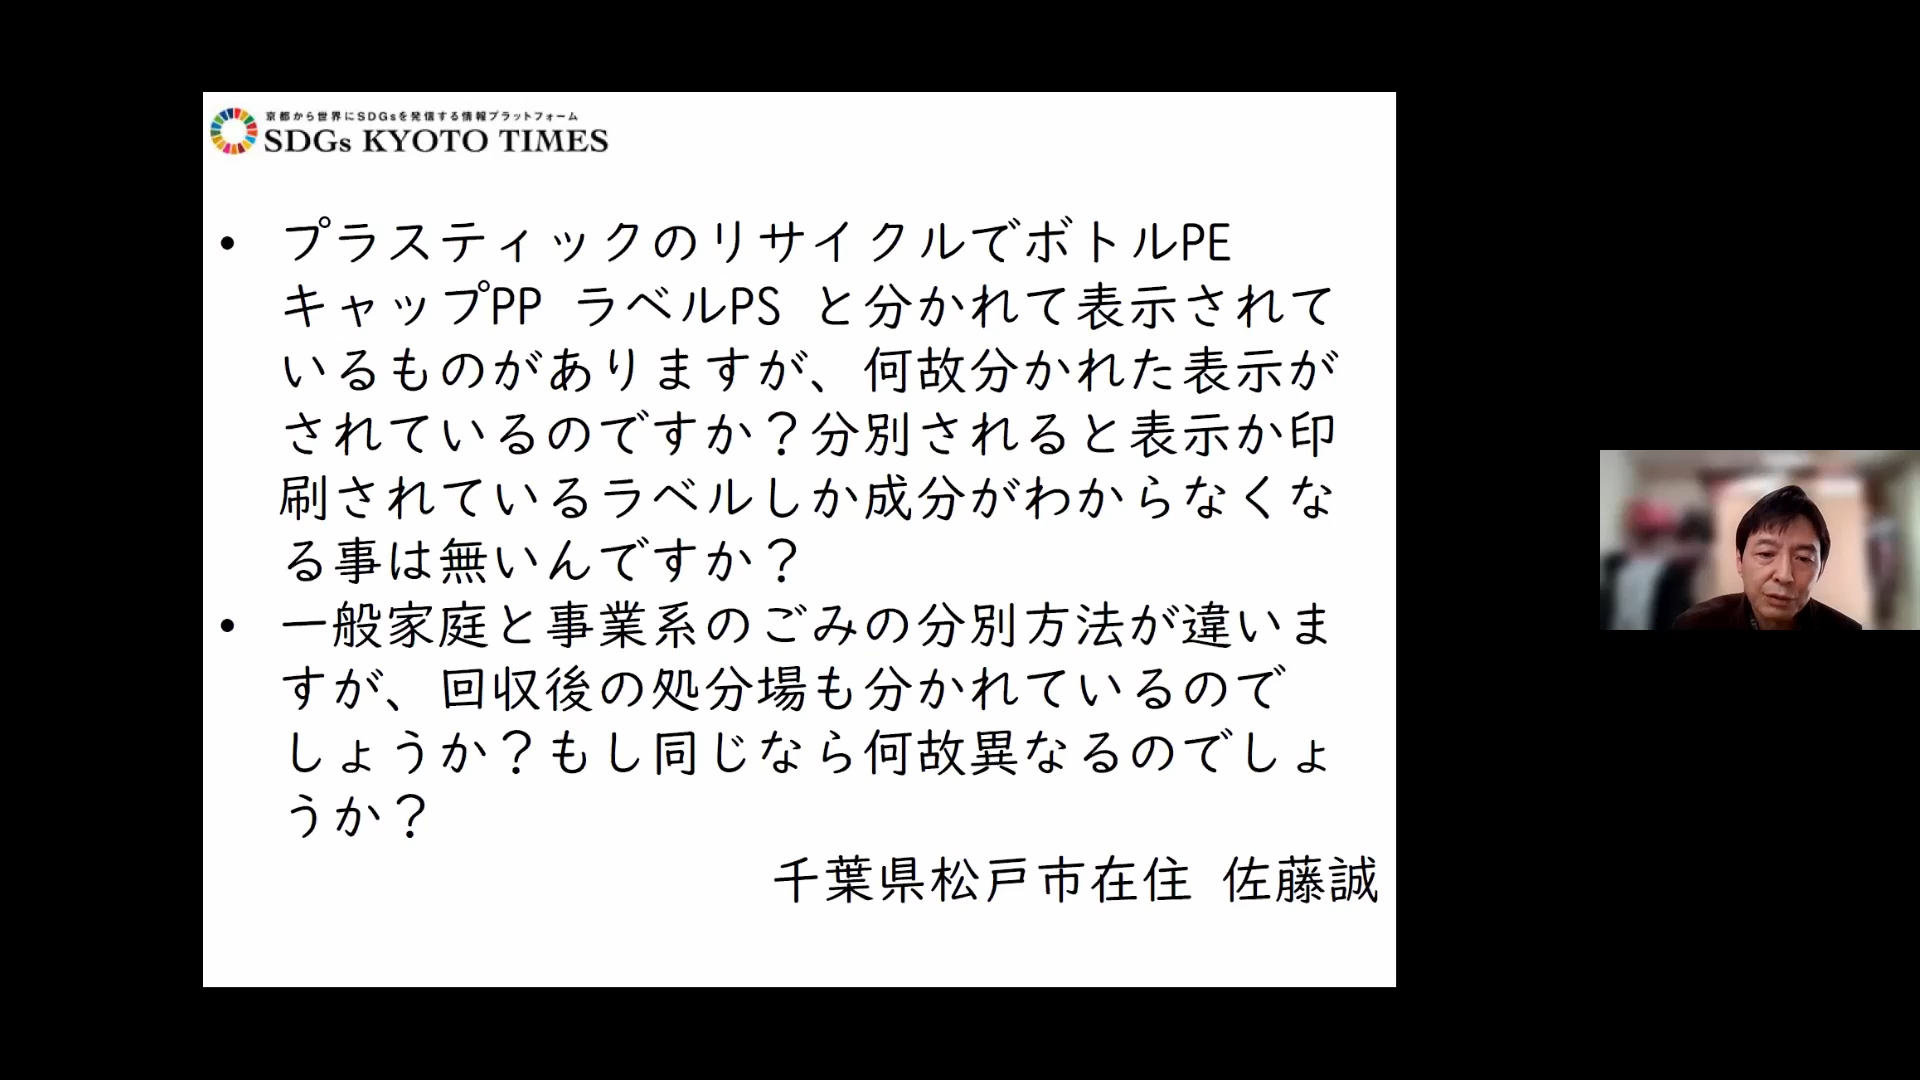 京都から世界にSDGsを発信する情報プラットフォーム
SDGs KYOTO TIMES
• プラスティックのリサイクルでボトルPE
キャップPP ラベルPS と分かれて表示されて
いるものがありますが、何故分かれた表示が
されているのですか？分別されると表示か印
刷されているラベルしか成分がわからなくな
る事は無いんですか？
• 一般家庭と事業系のごみの分別方法が違いま
すが、回収後の処分場も分かれているので
しょうか？もし同じなら何故異なるのでしょ
うか？
千葉県松戸市在住 佐藤誠